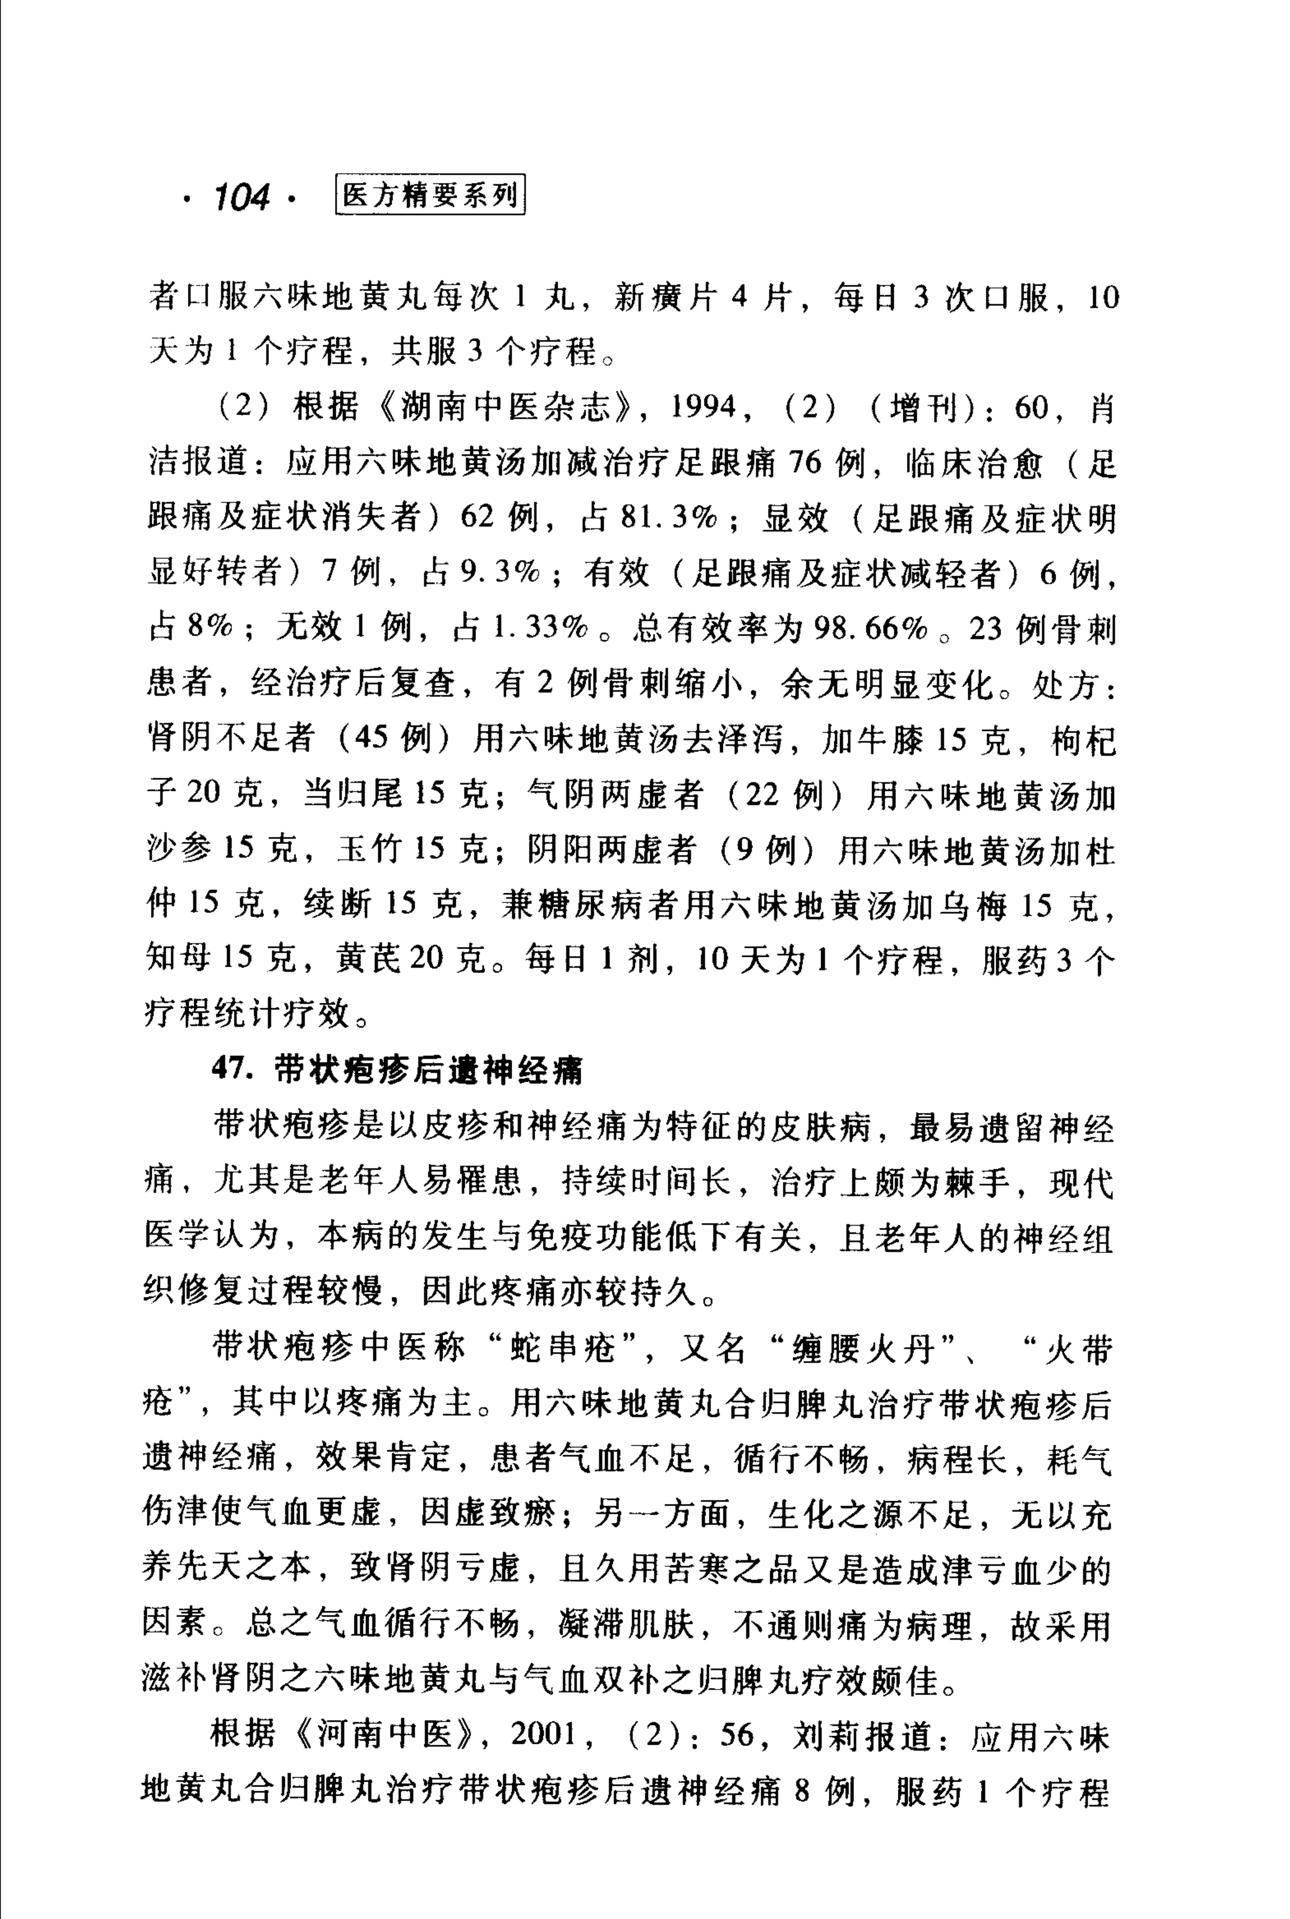 ·104· 医方精要系列
者口服六味地黄丸每次 1 丸，新癀片 4 片，每日 3 次口服，10
天为 1 个疗程，共服 3 个疗程。
（2）根据《湖南中医杂志》，1994，（2）（增刊）：60，肖
洁报道：应用六味地黄汤加减治疗足跟痛 76 例，临床治愈（足
跟痛及症状消失者）62 例，占 81.3%；显效（足跟痛及症状明
显好转者）7 例，占 9.3%；有效（足跟痛及症状减轻者）6 例，
占 8%；无效 1 例，占 1.33%。总有效率为 98.66%。23 例骨刺
患者，经治疗后复查，有 2 例骨刺缩小，余无明显变化。处方：
肾阴不足者（45 例）用六味地黄汤去泽泻，加牛膝 15 克，枸杞
子 20 克，当归尾 15 克；气阴两虚者（22 例）用六味地黄汤加
沙参 15 克，玉竹 15 克；阴阳两虚者（9 例）用六味地黄汤加杜
仲 15 克，续断 15 克，兼糖尿病者用六味地黄汤加乌梅 15 克，
知母 15 克，黄芪 20 克。每日 1 剂，10 天为 1 个疗程，服药 3 个
疗程统计疗效。
47. 带状疱疹后遗神经痛
带状疱疹是以皮疹和神经痛为特征的皮肤病，最易遗留神经
痛，尤其是老年人易罹患，持续时间长，治疗上颇为棘手，现代
医学认为，本病的发生与免疫功能低下有关，且老年人的神经组
织修复过程较慢，因此疼痛亦较持久。
带状疱疹中医称“蛇串疮”，又名“缠腰火丹”、“火带
疮”，其中以疼痛为主。用六味地黄丸合归脾丸治疗带状疱疹后
遗神经痛，效果肯定，患者气血不足，循行不畅，病程长，耗气
伤津使气血更虚，因虚致瘀；另一方面，生化之源不足，无以充
养先天之本，致肾阴亏虚，且久用苦寒之品又是造成津亏血少的
因素。总之气血循行不畅，凝滞肌肤，不通则痛为病理，故采用
滋补肾阴之六味地黄丸与气血双补之归脾丸疗效颇佳。
根据《河南中医》，2001，（2）：56，刘莉报道：应用六味
地黄丸合归脾丸治疗带状疱疹后遗神经痛 8 例，服药 1 个疗程